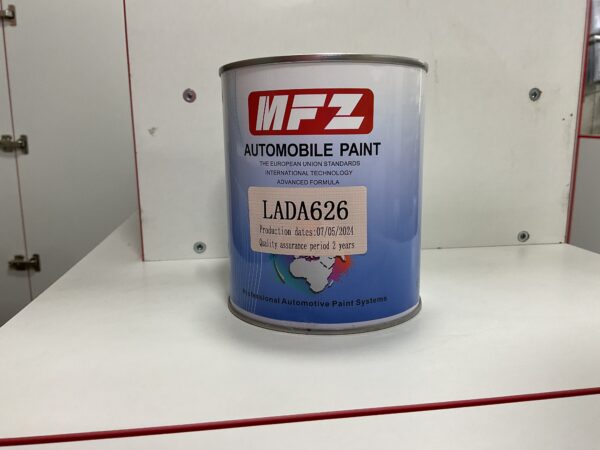 MFZ
AUTOMOBILE PAINT
THE EUROPEAN UNION STANDARDS
INTERNATIONAL TECHNOLOGY
ADVANCED FORMULA
LADA626
Production dates:07/05/2024
Quality assurance period 2 years
Professional Automotive Paint Systems